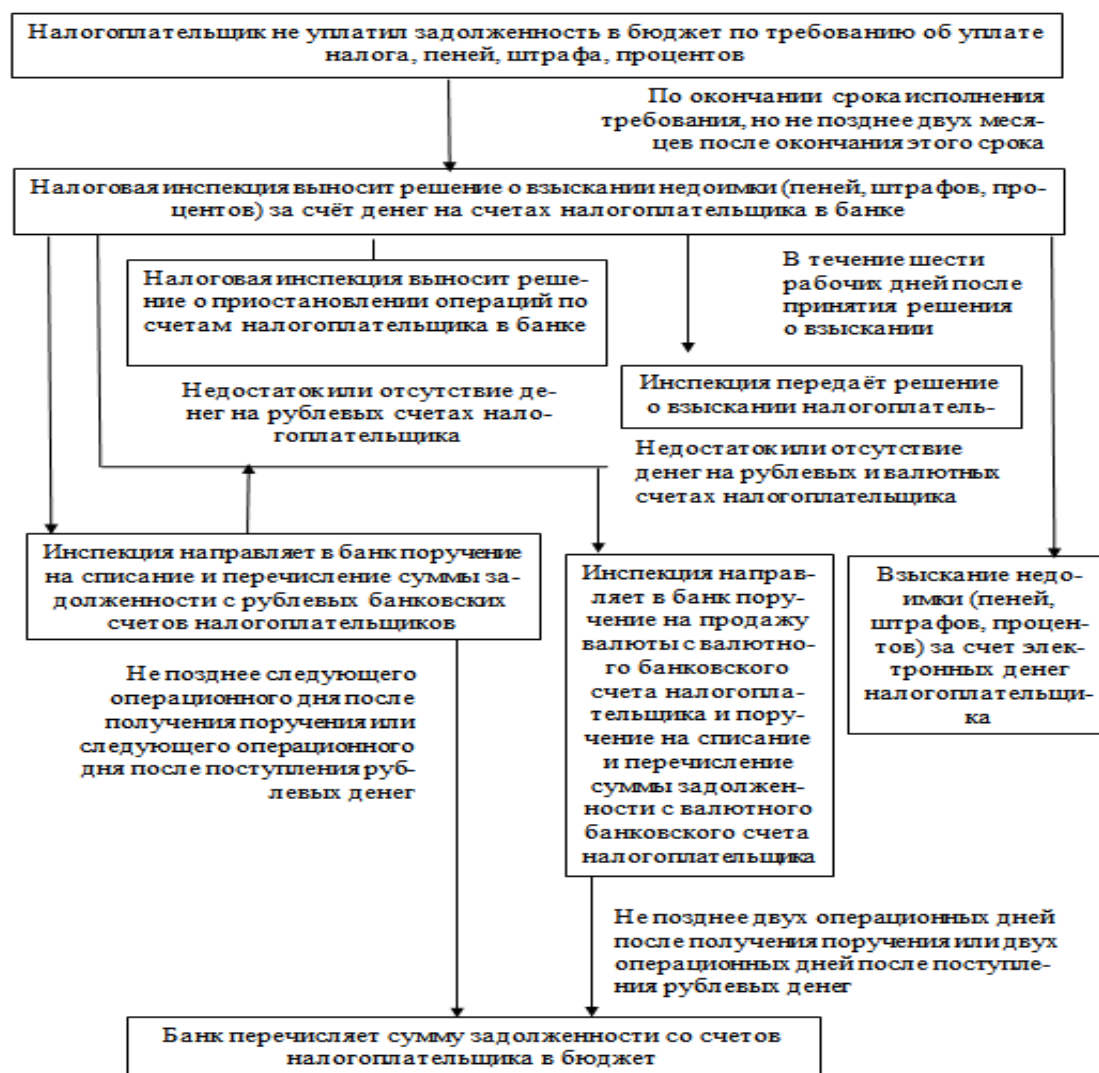 Налогоплательщик не уплатил задолженность в бюджет по требованию об уплате
налога, пеней, штрафа, процентов
По окончании срока исполнения
требования, но не позднее двух меся-
цев после окончания этого срока
Налоговая инспекция выносит решение о взыскании недоимки (пеней, штрафов, про-
центов) за счёт денег на счетах налогоплательщика в банке
Налоговая инспекция выносит реше-
ние о приостановлении операций по
счетам налогоплательщика в банке
В течение шести
рабочих дней после
принятия решения
о взыскании
Инспекция передаёт решение
о взыскании налогоплатель-
Недостаток или отсутствие де-
нег на рублевых счетах нало-
гоплательщика
Недостаток или отсутствие
денег на рублевых и валютных
счетах налогоплательщика
Инспекция направляет в банк поручение
на списание и перечисление суммы за-
долженности с рублевых банковских
счетов налогоплательщиков
Инспекция направ-
ляет в банк пору-
чение на продажу
валюты с валютно-
го банковского
счета налогопла-
тельщика и пору-
чение на списание
и перечисление
суммы задолжен-
ности с валютного
банковского счета
налогоплательщика
Взыскание недо-
имки (пеней,
штрафов, процен-
тов) за счет элек-
тронных денег
налогоплательщи-
ка
Не позднее следующего
операционного дня после
получения поручения или
следующего операционного
дня после поступления руб-
левых денег
Не позднее двух операционных дней
после получения поручения или двух
операционных дней после поступле-
ния рублевых денег
Банк перечисляет сумму задолженности со счетов
налогоплательщика в бюджет